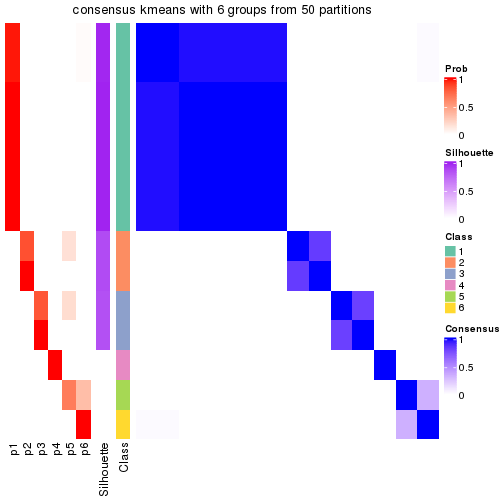 consensus kmeans with 6 groups from 50 partitions
Prob
1
0.5
0
Silhouette
1
0.5
0
Class
1
2
3
4
5
6
Consensus
1
0.5
0
p1
p2
p3
p4
p5
p6
Silhouette
Class